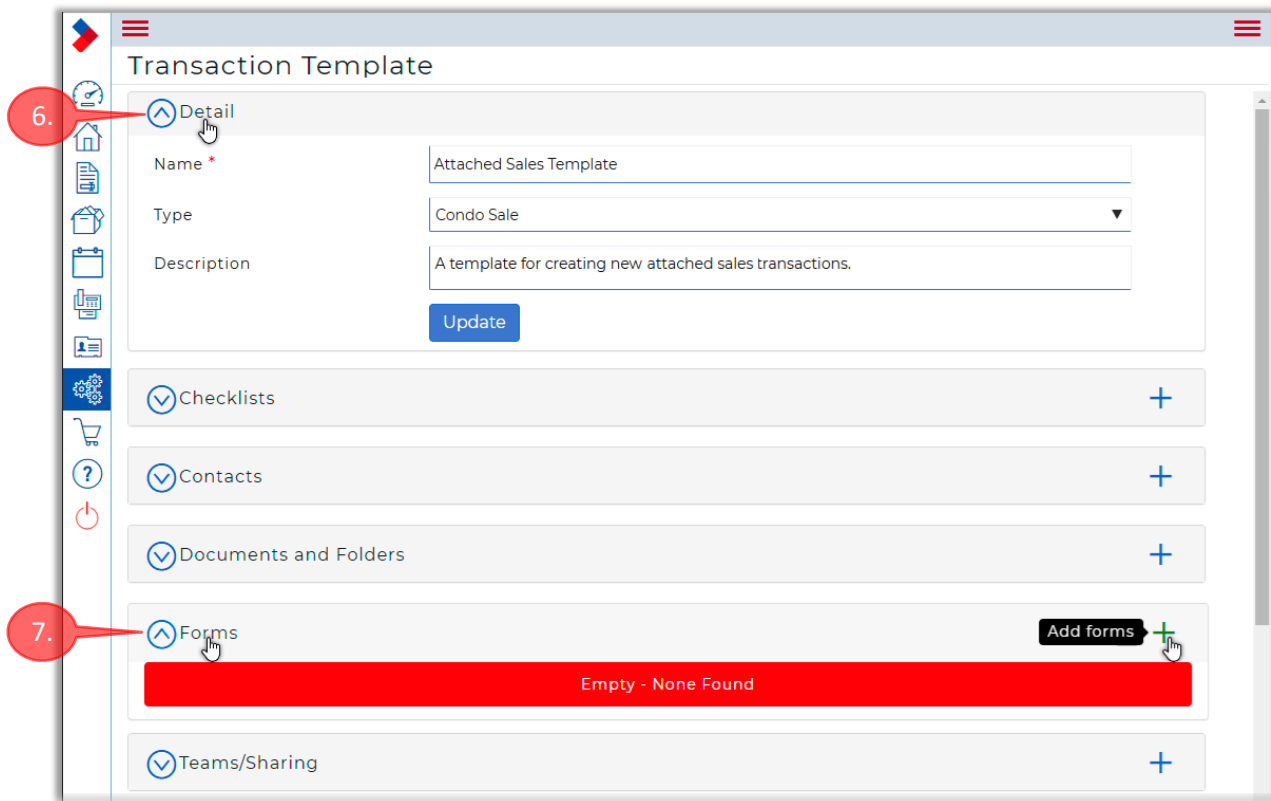 Transaction Template
6.
Detail
Name *
Attached Sales Template
Type
Condo Sale
Description
A template for creating new attached sales transactions.
Update
Checklists
Contacts
?
Documents and Folders
7.
Forms
Add forms
Empty - None Found
Teams/Sharing